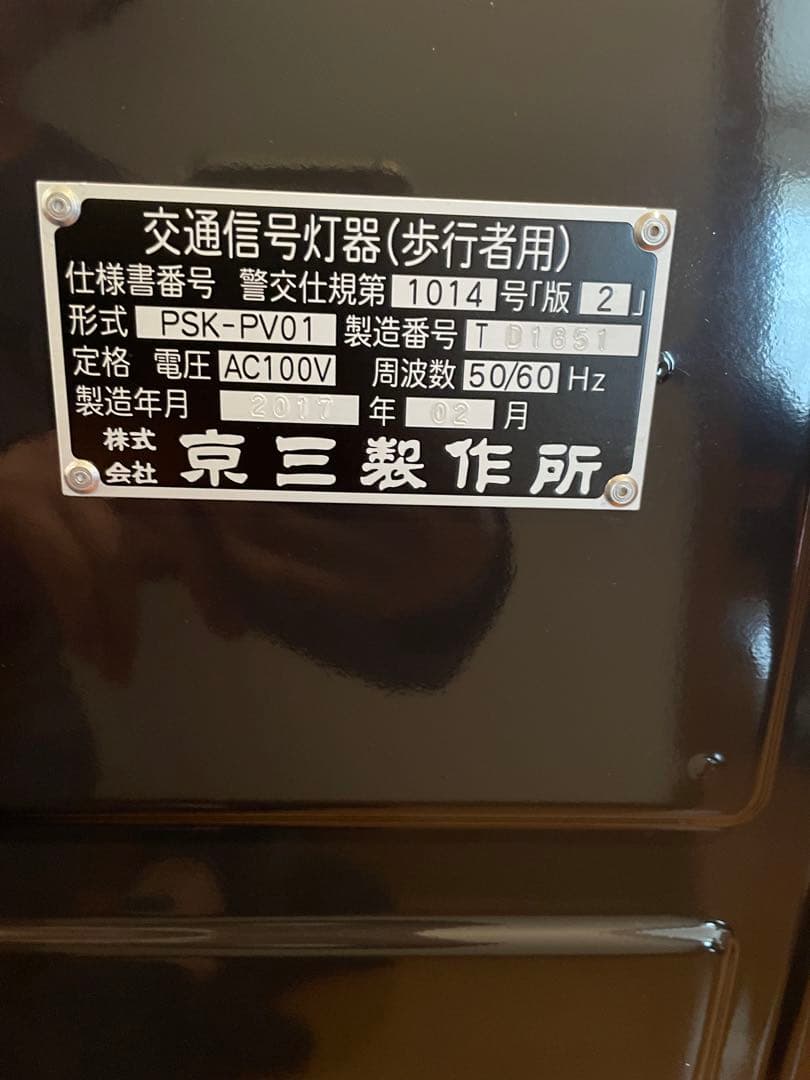 交通信号灯器(歩行者用)
仕様書番号 警交仕規第 1014 号「版 2」
形式 PSK-PV01 製造番号 T D1851
定格 電圧 AC100V 周波数 50/60 Hz
製造年月 2017 年 02 月
株式会社 京三製作所